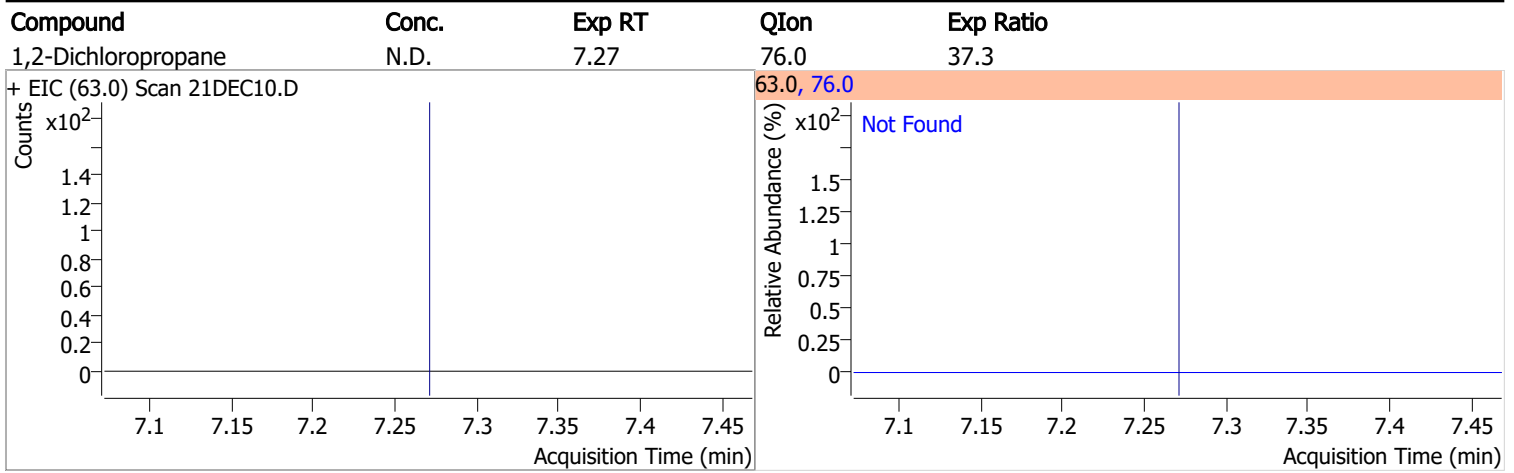 Compound Conc. Exp RT QIon Exp Ratio
1,2-Dichloropropane N.D. 7.27 76.0 37.3
+ EIC (63.0) Scan 21DEC10.D
Counts
x10²
1.4
1.2
1
0.8
0.6
0.4
0.2
0
7.1 7.15 7.2 7.25 7.3 7.35 7.4 7.45
Acquisition Time (min)
63.0, 76.0
Relative Abundance (%)
x10²
Not Found
1.5
1.25
1
0.75
0.5
0.25
0
7.1 7.15 7.2 7.25 7.3 7.35 7.4 7.45
Acquisition Time (min)